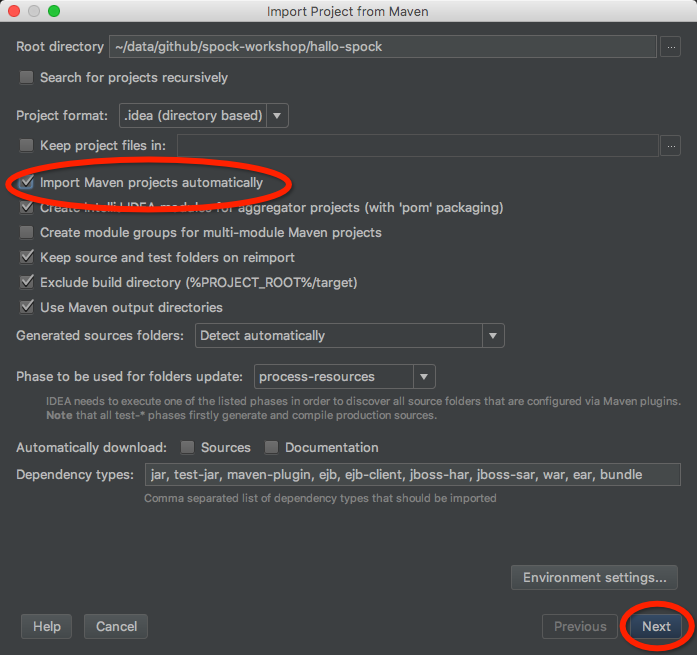 Import Project from Maven
Root directory ~/data/github/spock-workshop/hallo-spock ...
Search for projects recursively
Project format: .idea (directory based)
Keep project files in: ...
Import Maven projects automatically
Create IntelliJ IDEA modules for aggregator projects (with 'pom' packaging)
Create module groups for multi-module Maven projects
Keep source and test folders on reimport
Exclude build directory (%PROJECT_ROOT%/target)
Use Maven output directories
Generated sources folders: Detect automatically
Phase to be used for folders update: process-resources
IDEA needs to execute one of the listed phases in order to discover all source folders that are configured via Maven plugins.
Note that all test-* phases firstly generate and compile production sources.
Automatically download: Sources Documentation
Dependency types: jar, test-jar, maven-plugin, ejb, ejb-client, jboss-har, jboss-sar, war, ear, bundle
Comma separated list of dependency types that should be imported
Environment settings...
Help Cancel Previous Next